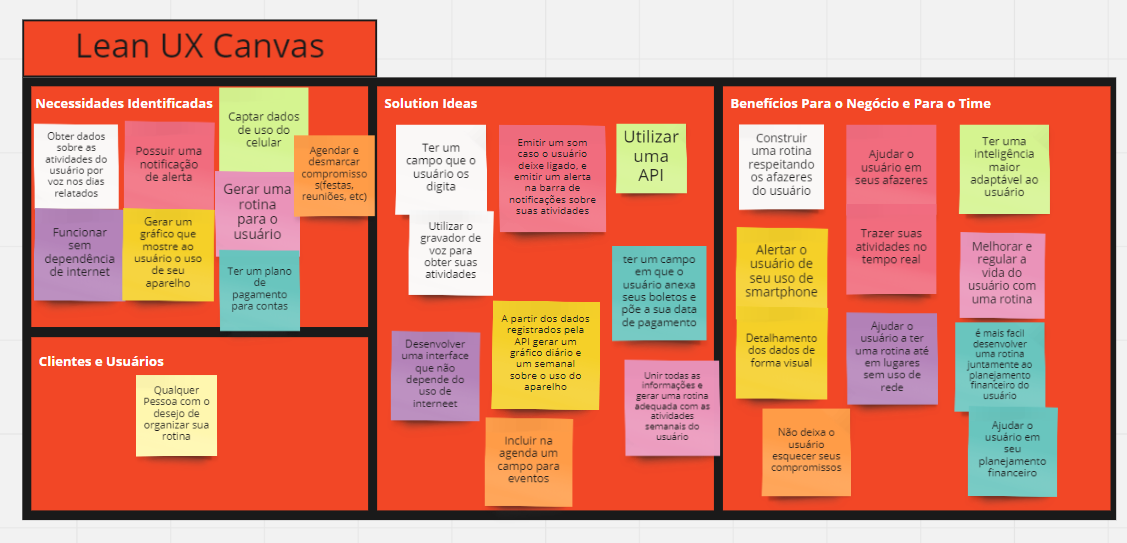 Lean UX Canvas
Necessidades Identificadas
Obter dados
sobre as
atividades do
usuário por
voz nos dias
relatados
Possuir uma
notificação
de alerta
Captar dados
de uso do
celular
Agendar e
desmarcar
compromisso
s(festas,
reuniões, etc)
Gerar uma
rotina
para o
usuário
Funcionar
sem
dependência
de internet
Gerar um
gráfico que
mostre ao
usuário o uso
de seu
aparelho
Ter um plano
de
pagamento
para contas
Clientes e Usuários
Qualquer
Pessoa com o
desejo de
organizar sua
rotina
Solution Ideas
Ter um
campo que o
usuário os
digita
Emitir um som
caso o usuário
deixe ligado, e
emitir um alerta
na barra de
notificações sobre
suas atividades
Utilizar
uma
API
Utilizar o
gravador de
voz para
obter suas
atividades
ter um campo
em que o
usuário anexa
seus boletos e
põe a sua data
de pagamento
A partir dos dados
registrados pela
API gerar um
gráfico diário e
um semanal
sobre o uso do
aparelho
Desenvolver
uma interface
que não
depende do
uso de
interneet
Unir todas as
informações e
gerar uma rotina
adequada com as
atividades
semanais do
usuário
Incluir na
agenda um
campo para
eventos
Benefícios Para o Negócio e Para o Time
Construir
uma rotina
respeitando
os afazeres
do usuário
Ajudar o
usuário em
seus afazeres
Ter uma
inteligência
maior
adaptável ao
usuário
Trazer suas
atividades no
tempo real
Alertar o
usuário de
seu uso de
smartphone
Melhorar e
regular a
vida do
usuário com
uma rotina
Detalhamento
dos dados de
forma visual
Ajudar o
usuário a ter
uma rotina até
em lugares
sem uso de
rede
é mais facil
desenvolver
uma rotina
juntamente ao
planejamento
financeiro do
usuário
Não deixa o
usuário
esquecer seus
compromissos
Ajudar o
usuário em
seu
planejamento
financeiro